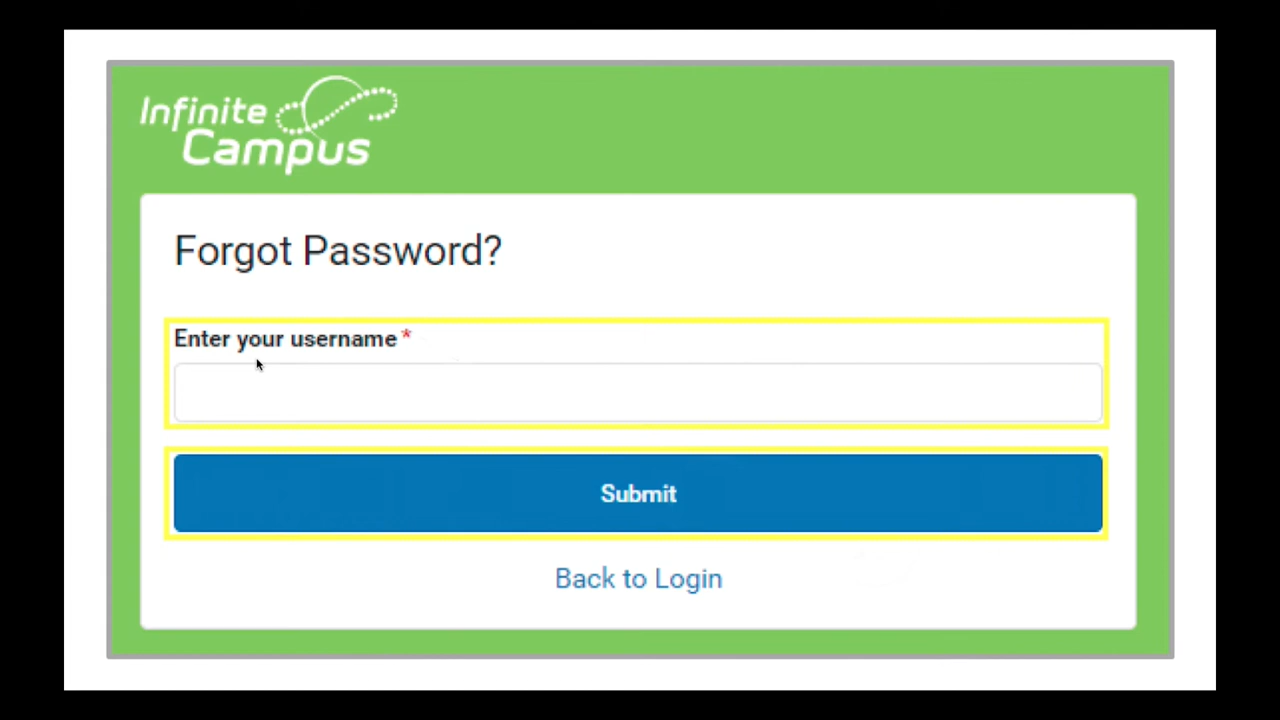 Infinite
Campus
Forgot Password?
Enter your username*
Submit
Back to Login